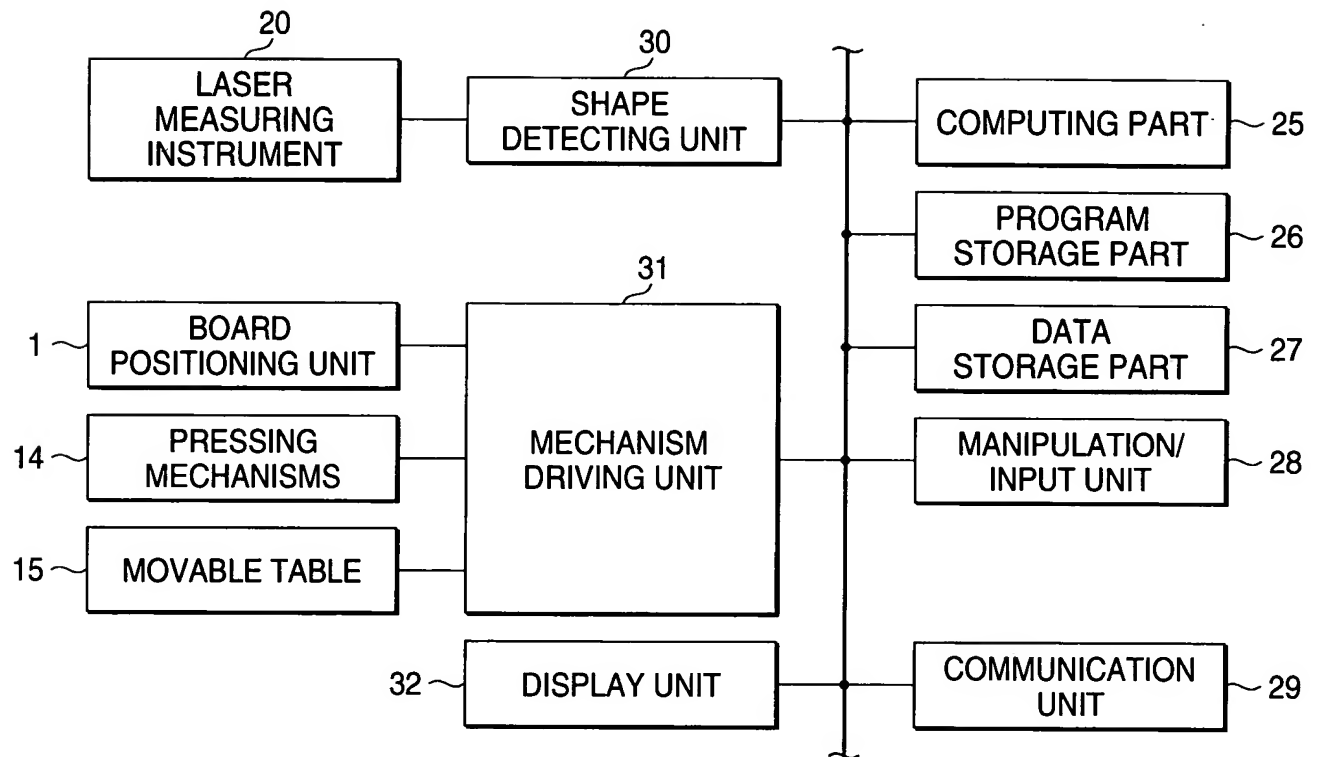 20
LASER
MEASURING
INSTRUMENT
30
SHAPE
DETECTING UNIT
COMPUTING PART
25
PROGRAM
STORAGE PART
26
31
1
BOARD
POSITIONING UNIT
DATA
STORAGE PART
27
14
PRESSING
MECHANISMS
MECHANISM
DRIVING UNIT
MANIPULATION/
INPUT UNIT
28
15
MOVABLE TABLE
32
DISPLAY UNIT
COMMUNICATION
UNIT
29